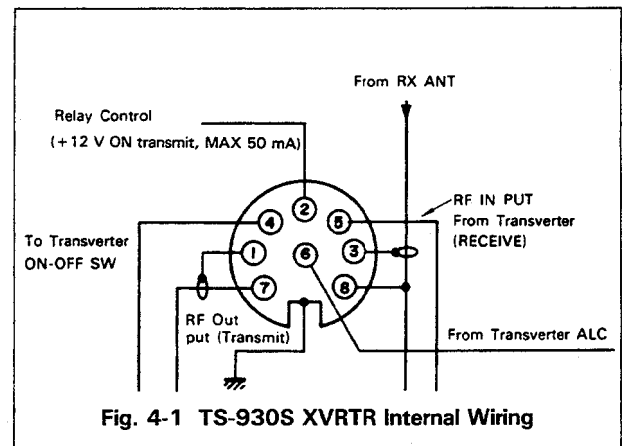 From RX ANT
Relay Control
(+12 V ON transmit, MAX 50 mA)
RF IN PUT
From Transverter
(RECEIVE)
2
4
5
To Transverter
ON-OFF SW
1
6
3
7
8
RF Out
put (Transmit)
From Transverter ALC
Fig. 4-1 TS-930S XVRTR Internal Wiring